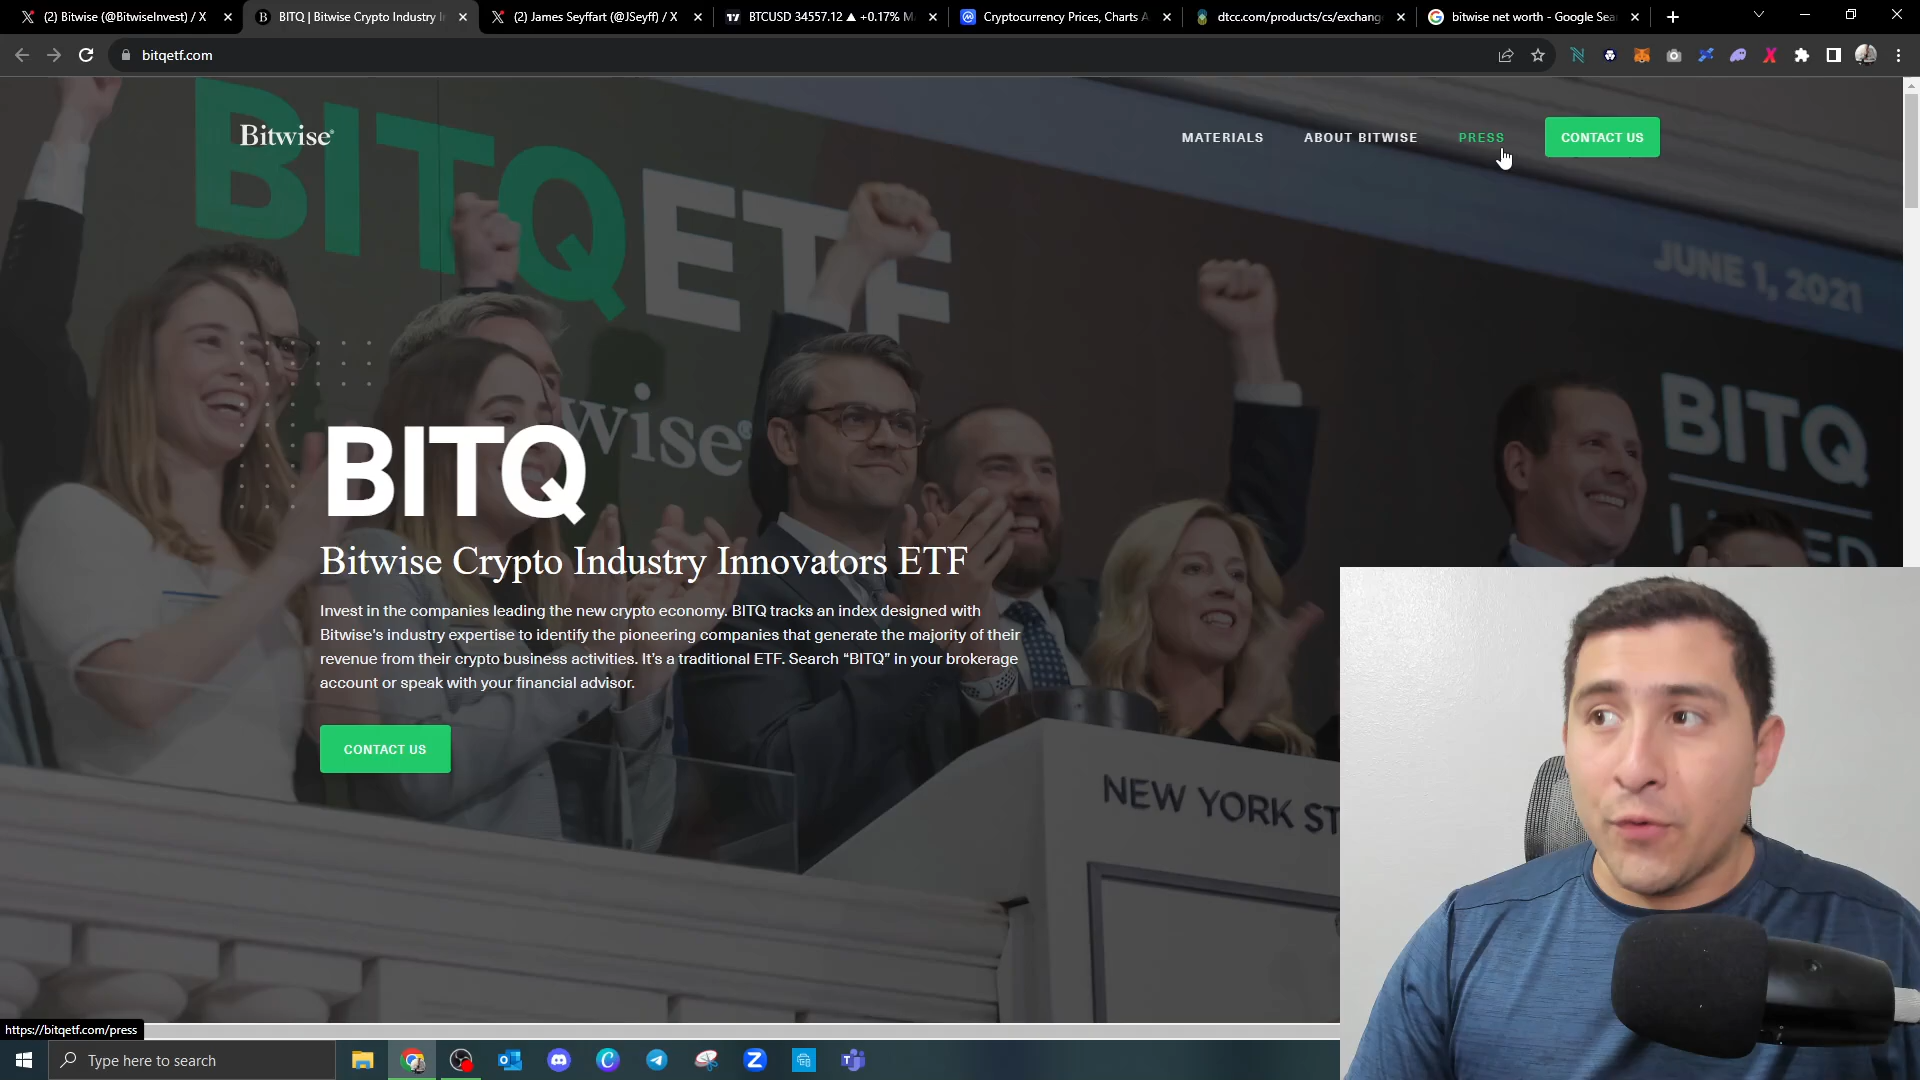 (2) Bitwise (@BitwiseInvest) / X
BITQ | Bitwise Crypto Industry I
(2) James Seyffart (@JSeyff) / X
BTCUSD 34557.12 ▲ +0.17% M
Cryptocurrency Prices, Charts A
dtcc.com/products/cs/exchang
bitwise net worth - Google Sea
bitqetf.com
BITQETF
Bitwise®
MATERIALS
ABOUT BITWISE
PRESS
CONTACT US
JUNE 1, 2021
wise
BITQ
BITQ
Bitwise Crypto Industry Innovators ETF
Invest in the companies leading the new crypto economy. BITQ tracks an index designed with
Bitwise's industry expertise to identify the pioneering companies that generate the majority of their
revenue from their crypto business activities. It's a traditional ETF. Search “BITQ” in your brokerage
account or speak with your financial advisor.
CONTACT US
NEW YORK ST
https://bitqetf.com/press
Type here to search